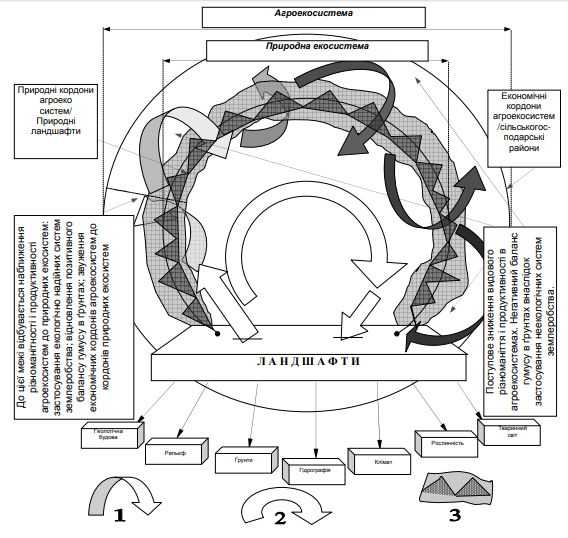 Агроекосистема
Природна екосистема
Природні кордони
агроеко
систем/
Природні
ландшафти
Економічні
кордони
агроекосистем
/сільськогос-
подарські
райони
До цієї межі відбувається наближення
різноманітності і продуктивності
агроекосистем до природних екосистем:
застосування еологічно надійних систем
землеробства; відновлення позитивного
балансу гумусу в ґрунтах; звуження
економічних кордонів агроекосистем до
кордонів природних екосистем
Поступове зниження видового
різноманіття і продуктивності в
агроекосистемах. Негативний баланс
гумусу в ґрунтах внаслідок
застосування неекологічних систем
землеробства.
ЛАНДШАФТИ
Геологічна
будова
Рельєф
Ґрунти
Гідрографія
Клімат
Рослинність
Тваринний
світ
1
2
3